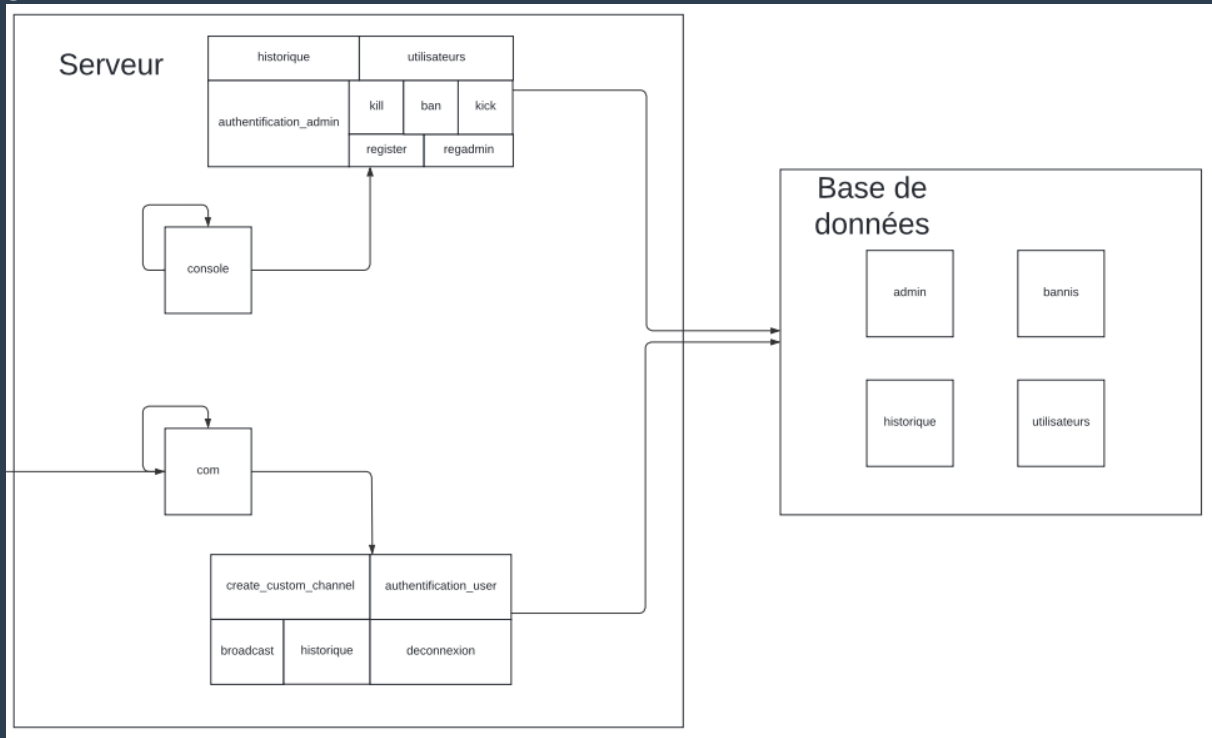 Serveur
historique
utilisateurs
authentification_admin
kill
ban
kick
register
regadmin
console
com
create_custom_channel
authentification_user
broadcast
historique
deconnexion
Base de
données
admin
bannis
historique
utilisateurs